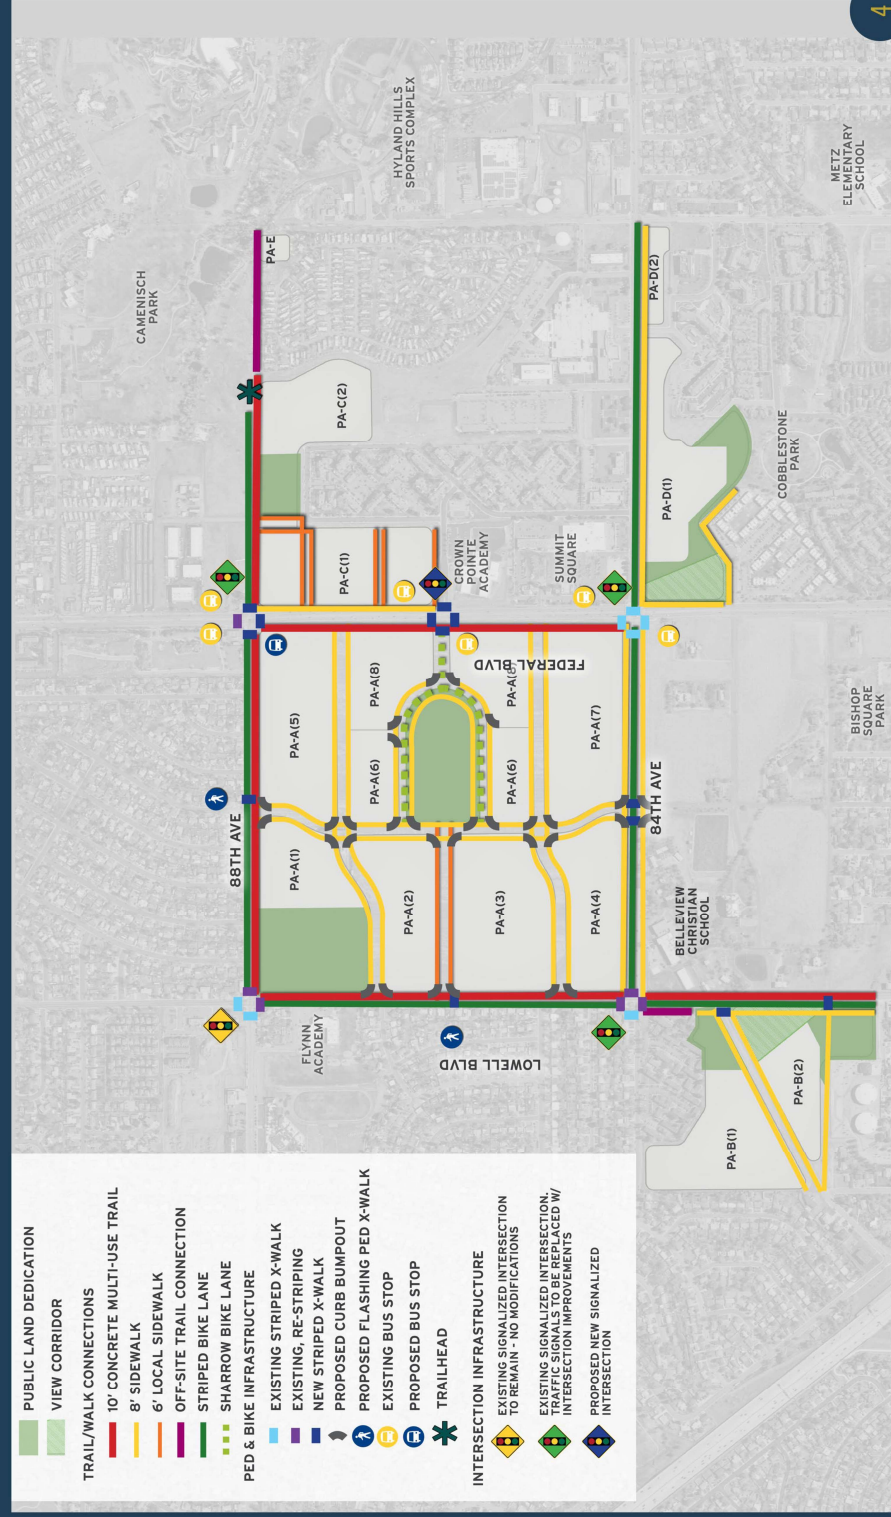 4
PUBLIC LAND DEDICATION
VIEW CORRIDOR
TRAIL/WALK CONNECTIONS
10' CONCRETE MULTI-USE TRAIL
8' SIDEWALK
6' LOCAL SIDEWALK
OFF-SITE TRAIL CONNECTION
STRIPED BIKE LANE
SHARROW BIKE LANE
PED & BIKE INFRASTRUCTURE
EXISTING STRIPED X-WALK
EXISTING, RE-STRIPING
NEW STRIPED X-WALK
PROPOSED CURB BUMPOUT
PROPOSED FLASHING PED X-WALK
EXISTING BUS STOP
PROPOSED BUS STOP
TRAILHEAD
INTERSECTION INFRASTRUCTURE
EXISTING SIGNALIZED INTERSECTION
TO REMAIN - NO MODIFICATIONS
EXISTING SIGNALIZED INTERSECTION.
TRAFFIC SIGNALS TO BE REPLACED W/
INTERSECTION IMPROVEMENTS
PROPOSED NEW SIGNALIZED
INTERSECTION
CAMENISCH
PARK
HYLAND HILLS
SPORTS COMPLEX
METZ
ELEMENTARY
SCHOOL
PA-E
PA-C(2)
PA-D(2)
PA-C(1)
CROWN
POINTE
ACADEMY
SUMMIT
SQUARE
PA-D(1)
COBBLESTONE
PARK
FEDERAL BLVD
88TH AVE
PA-A(5)
PA-A(8)
PA-A(8)
PA-A(7)
PA-A(6)
PA-A(6)
84TH AVE
BISHOP
SQUARE
PARK
PA-A(1)
PA-A(2)
PA-A(3)
PA-A(4)
BELLEVIEW
CHRISTIAN
SCHOOL
FLYNN
ACADEMY
LOWELL BLVD
PA-B(1)
PA-B(2)